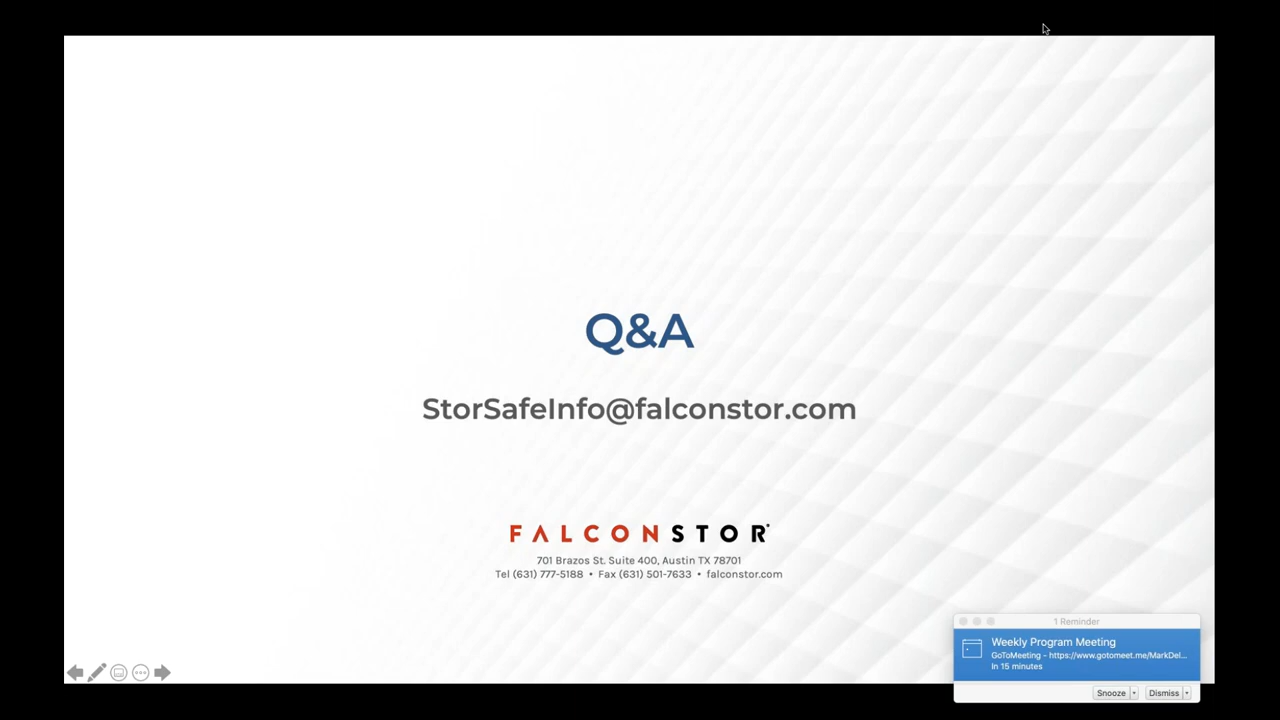 Q&A
StorSafeInfo@falconstor.com
FALCONSTOR
701 Brazos St. Suite 400, Austin TX 78701
Tel (631) 777-5188 • Fax (631) 501-7633 • falconstor.com
1 Reminder
Weekly Program Meeting
GoToMeeting - https://www.gotomeet.me/MarkDel...
In 15 minutes
Snooze Dismiss